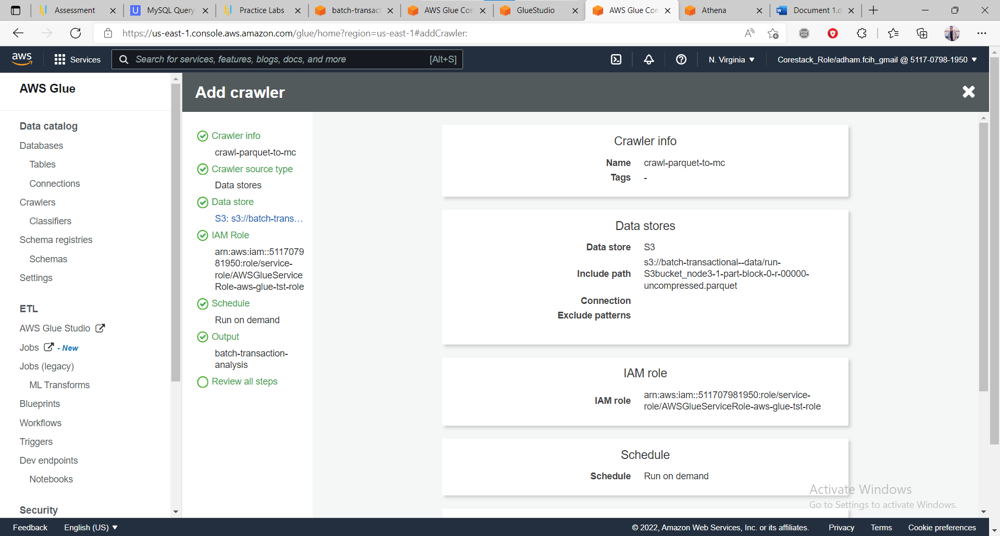 Assessment
MySQL Query
Practice Labs
batch-transact
AWS Glue Con
GlueStudio
AWS Glue Con
Athena
Document 1.d
https://us-east-1.console.aws.amazon.com/glue/home?region=us-east-1#addCrawler:
aws
Services
Search for services, features, blogs, docs, and more
[Alt+S]
N. Virginia
Corestack_Role/adham.fcih_gmail @ 5117-0798-1950
AWS Glue
Data catalog
Databases
Tables
Connections
Crawlers
Classifiers
Schema registries
Schemas
Settings
ETL
AWS Glue Studio
Jobs - New
Jobs (legacy)
ML Transforms
Blueprints
Workflows
Triggers
Dev endpoints
Notebooks
Security
Add crawler
Crawler info
crawl-parquet-to-mc
Crawler source type
Data stores
Data store
S3: s3://batch-trans...
IAM Role
arn:aws:iam::5117079
81950:role/service-
role/AWSGlueService
Role-aws-glue-tst-role
Schedule
Run on demand
Output
batch-transaction-
analysis
Review all steps
Crawler info
Name crawl-parquet-to-mc
Tags -
Data stores
Data store S3
Include path s3://batch-transactional--data/run-
S3bucket_node3-1-part-block-0-r-00000-
uncompressed.parquet
Connection
Exclude patterns
IAM role
IAM role arn:aws:iam::511707981950:role/service-
role/AWSGlueServiceRole-aws-glue-tst-role
Schedule
Schedule Run on demand
Activate Windows
Go to Settings to activate Windows.
Feedback
English (US)
© 2022, Amazon Web Services, Inc. or its affiliates.
Privacy
Terms
Cookie preferences